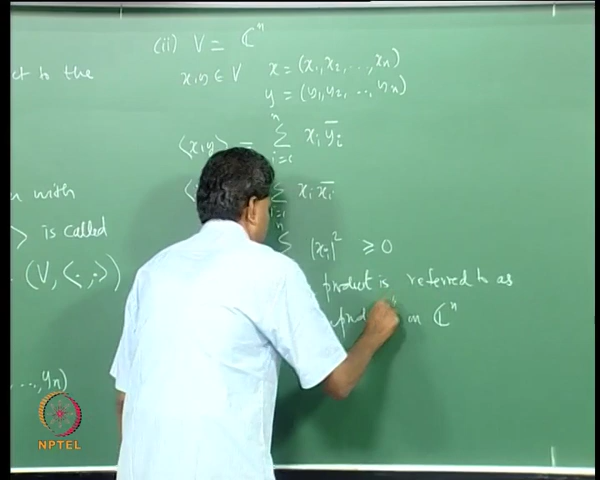 (ii) V = ℂⁿ
ct to the
x, y ∈ V x = (x₁, x₂, ..., xₙ)
y = (y₁, y₂, ..., yₙ)
⟨x, y⟩ = n ∑ i=1 xᵢ ȳᵢ
with
∑ i=1 xᵢ x̄ᵢ
⟩ is called
n ∑ |xᵢ|² ≥ 0
(V, ⟨·,·⟩)
product is referred to as
on ℂⁿ
..., yₙ)
NPTEL